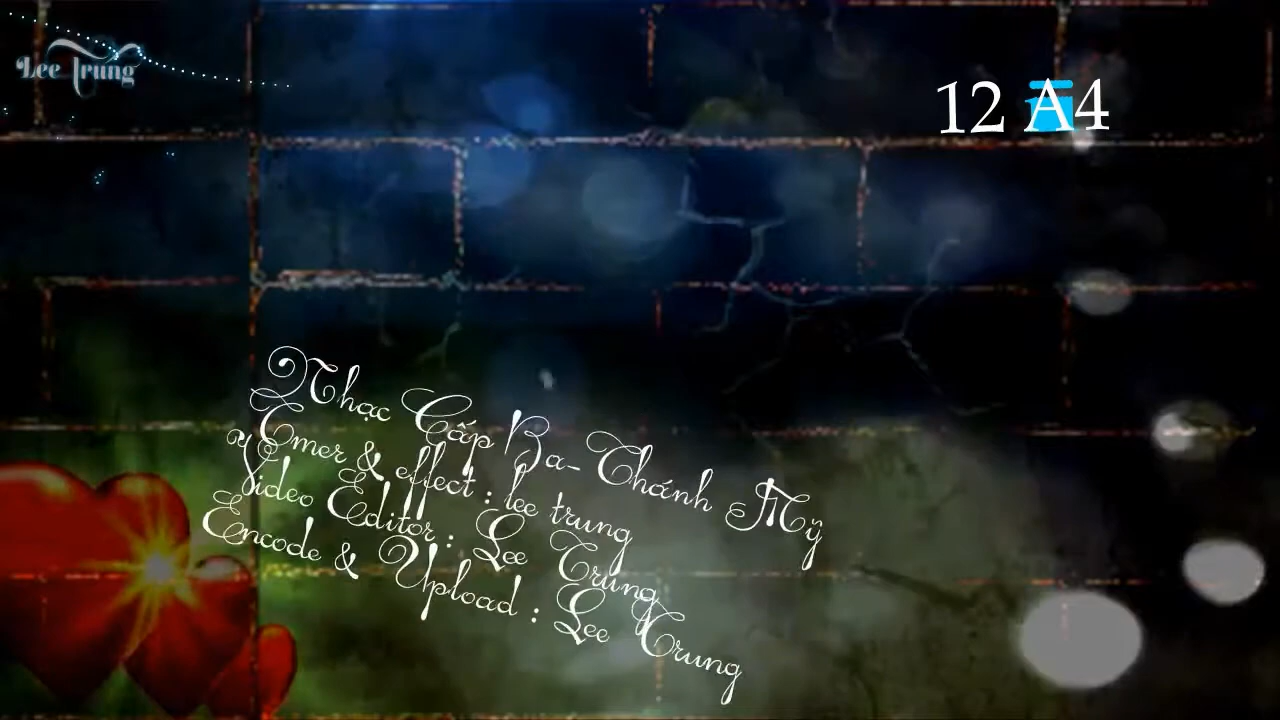 Lee Trung
12 A4
Nhạc Cấp Ba - Thánh Mỹ
Timer & effect : lee trung
Video Editor : Lee Trung
Encode & Upload : Lee Trung